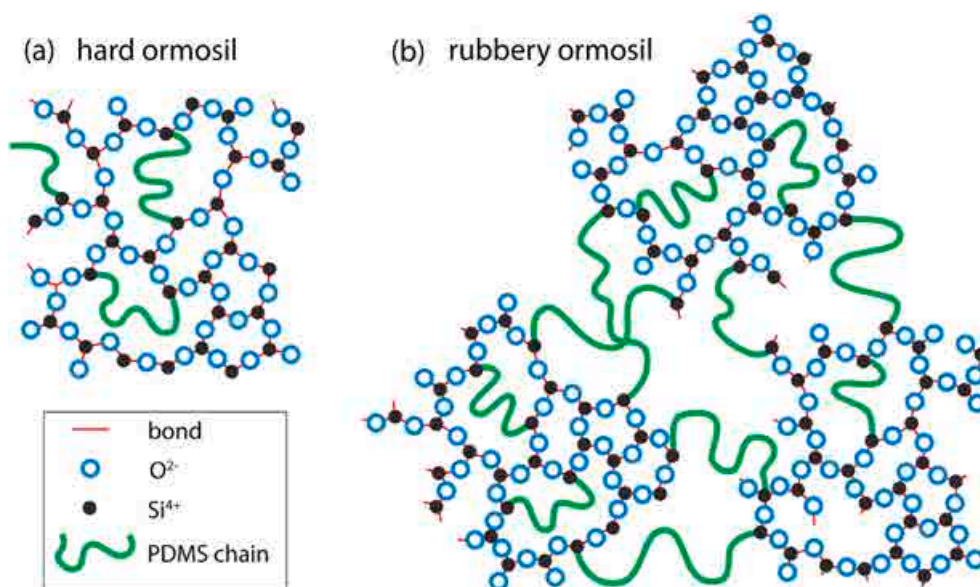 (a) hard ormosil
(b) rubbery ormosil
bond
O²⁻
Si⁴⁺
PDMS chain